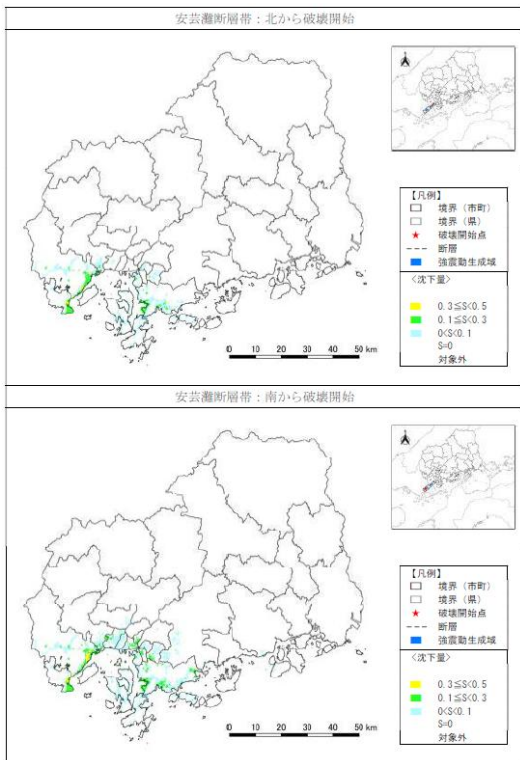 安芸灘断層帯：北から破壊開始
【凡例】
境界（市町）
境界（県）
破壊開始点
断層
強震動生成域
<沈下量>
0.3≦S<0.5
0.1≦S<0.3
0<S<0.1
S=0
対象外
0 10 20 30 40 50 km
安芸灘断層帯：南から破壊開始
【凡例】
境界（市町）
境界（県）
破壊開始点
断層
強震動生成域
<沈下量>
0.3≦S<0.5
0.1≦S<0.3
0<S<0.1
S=0
対象外
0 10 20 30 40 50 km